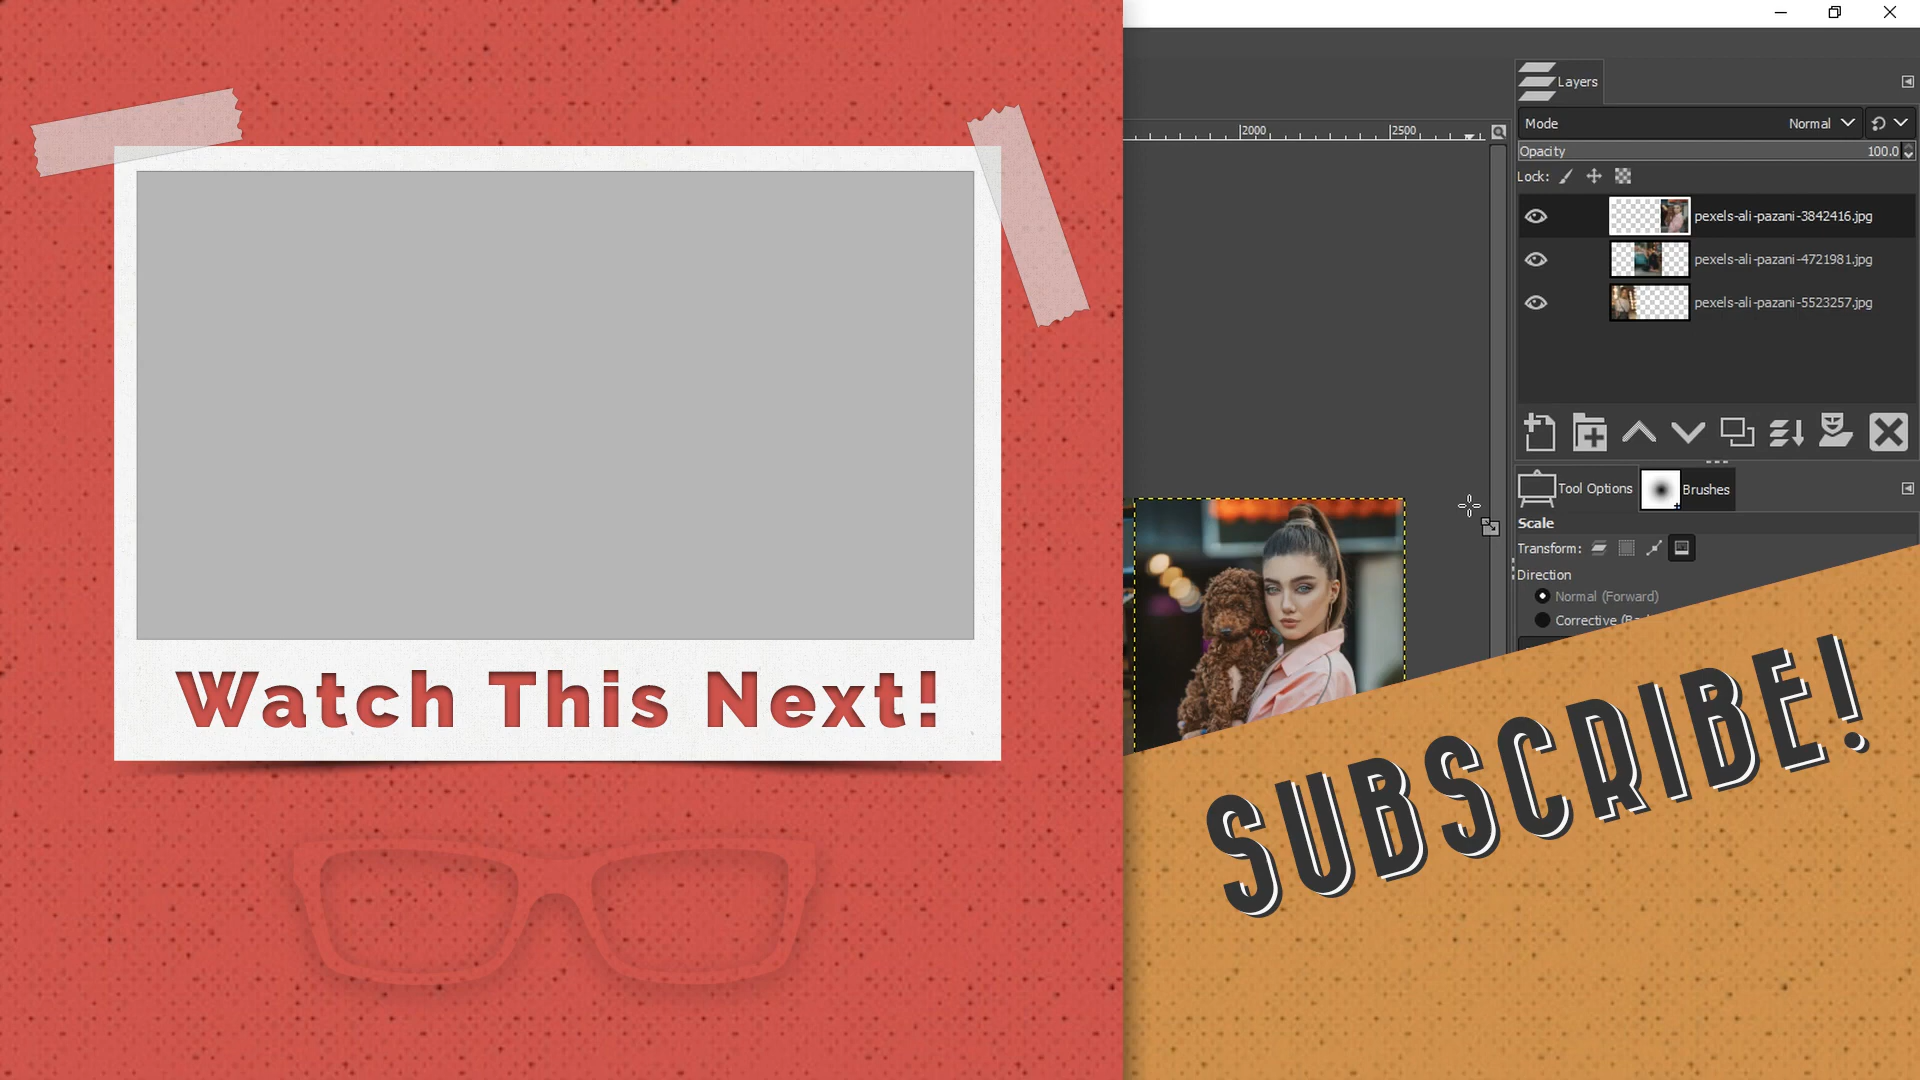 Watch This Next!
2000
2500
Layers
Mode
Normal
Opacity
100.0
Lock:
pexels-ali-pazani-3842416.jpg
pexels-ali-pazani-4721981.jpg
pexels-ali-pazani-5523257.jpg
Tool Options
Brushes
Scale
Transform:
Direction
Normal (Forward)
Corrective
SUBSCRIBE!